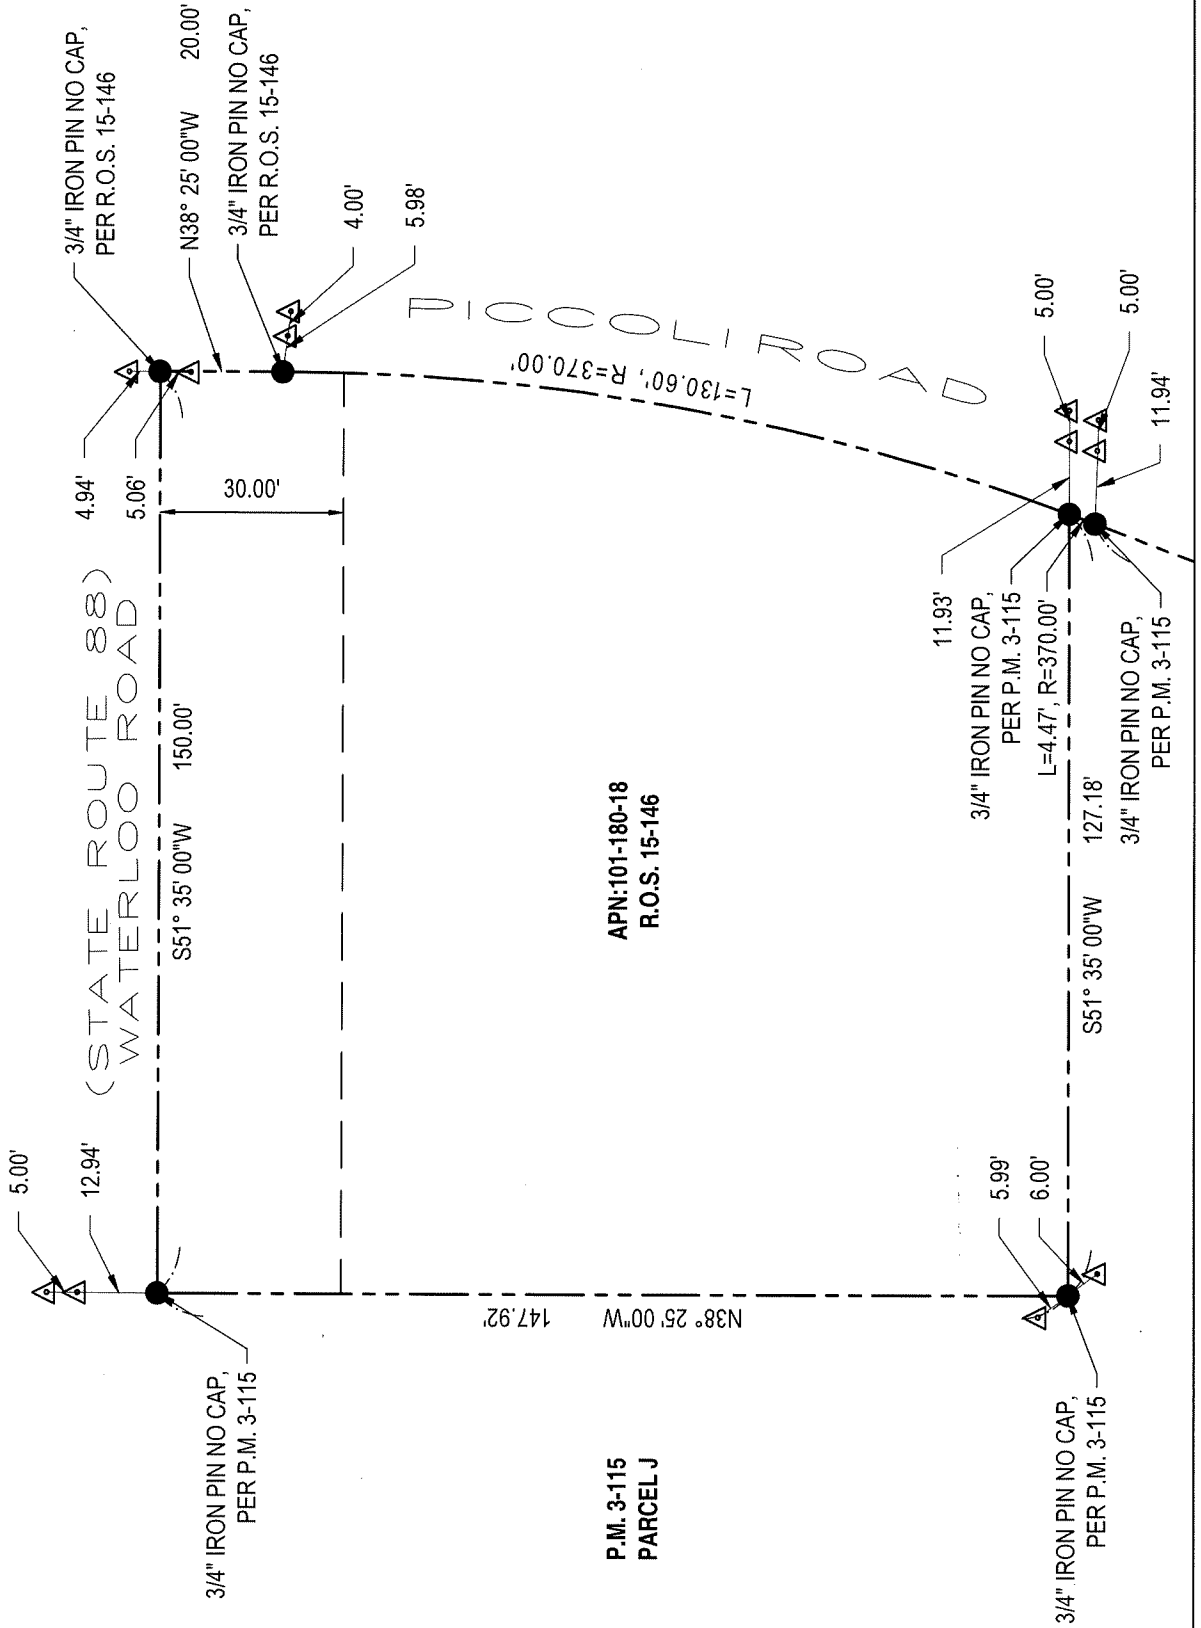 3/4" IRON PIN NO CAP,
PER R.O.S. 15-146
N38° 25' 00"W 20.00'
3/4" IRON PIN NO CAP,
PER R.O.S. 15-146
4.00'
5.98'
4.94'
5.06'
30.00'
(STATE ROUTE 88)
WATERLOO ROAD
S51° 35' 00"W 150.00'
5.00'
12.94'
3/4" IRON PIN NO CAP,
PER P.M. 3-115
PICCOLI ROAD
L=130.60', R=370.00'
APN:101-180-18
R.O.S. 15-146
N38° 25' 00"W 147.92'
P.M. 3-115
PARCEL J
5.00'
5.00'
11.94'
11.93'
3/4" IRON PIN NO CAP,
PER P.M. 3-115
L=4.47', R=370.00'
3/4" IRON PIN NO CAP,
PER P.M. 3-115
S51° 35' 00"W 127.18'
5.99'
6.00'
3/4" IRON PIN NO CAP,
PER P.M. 3-115